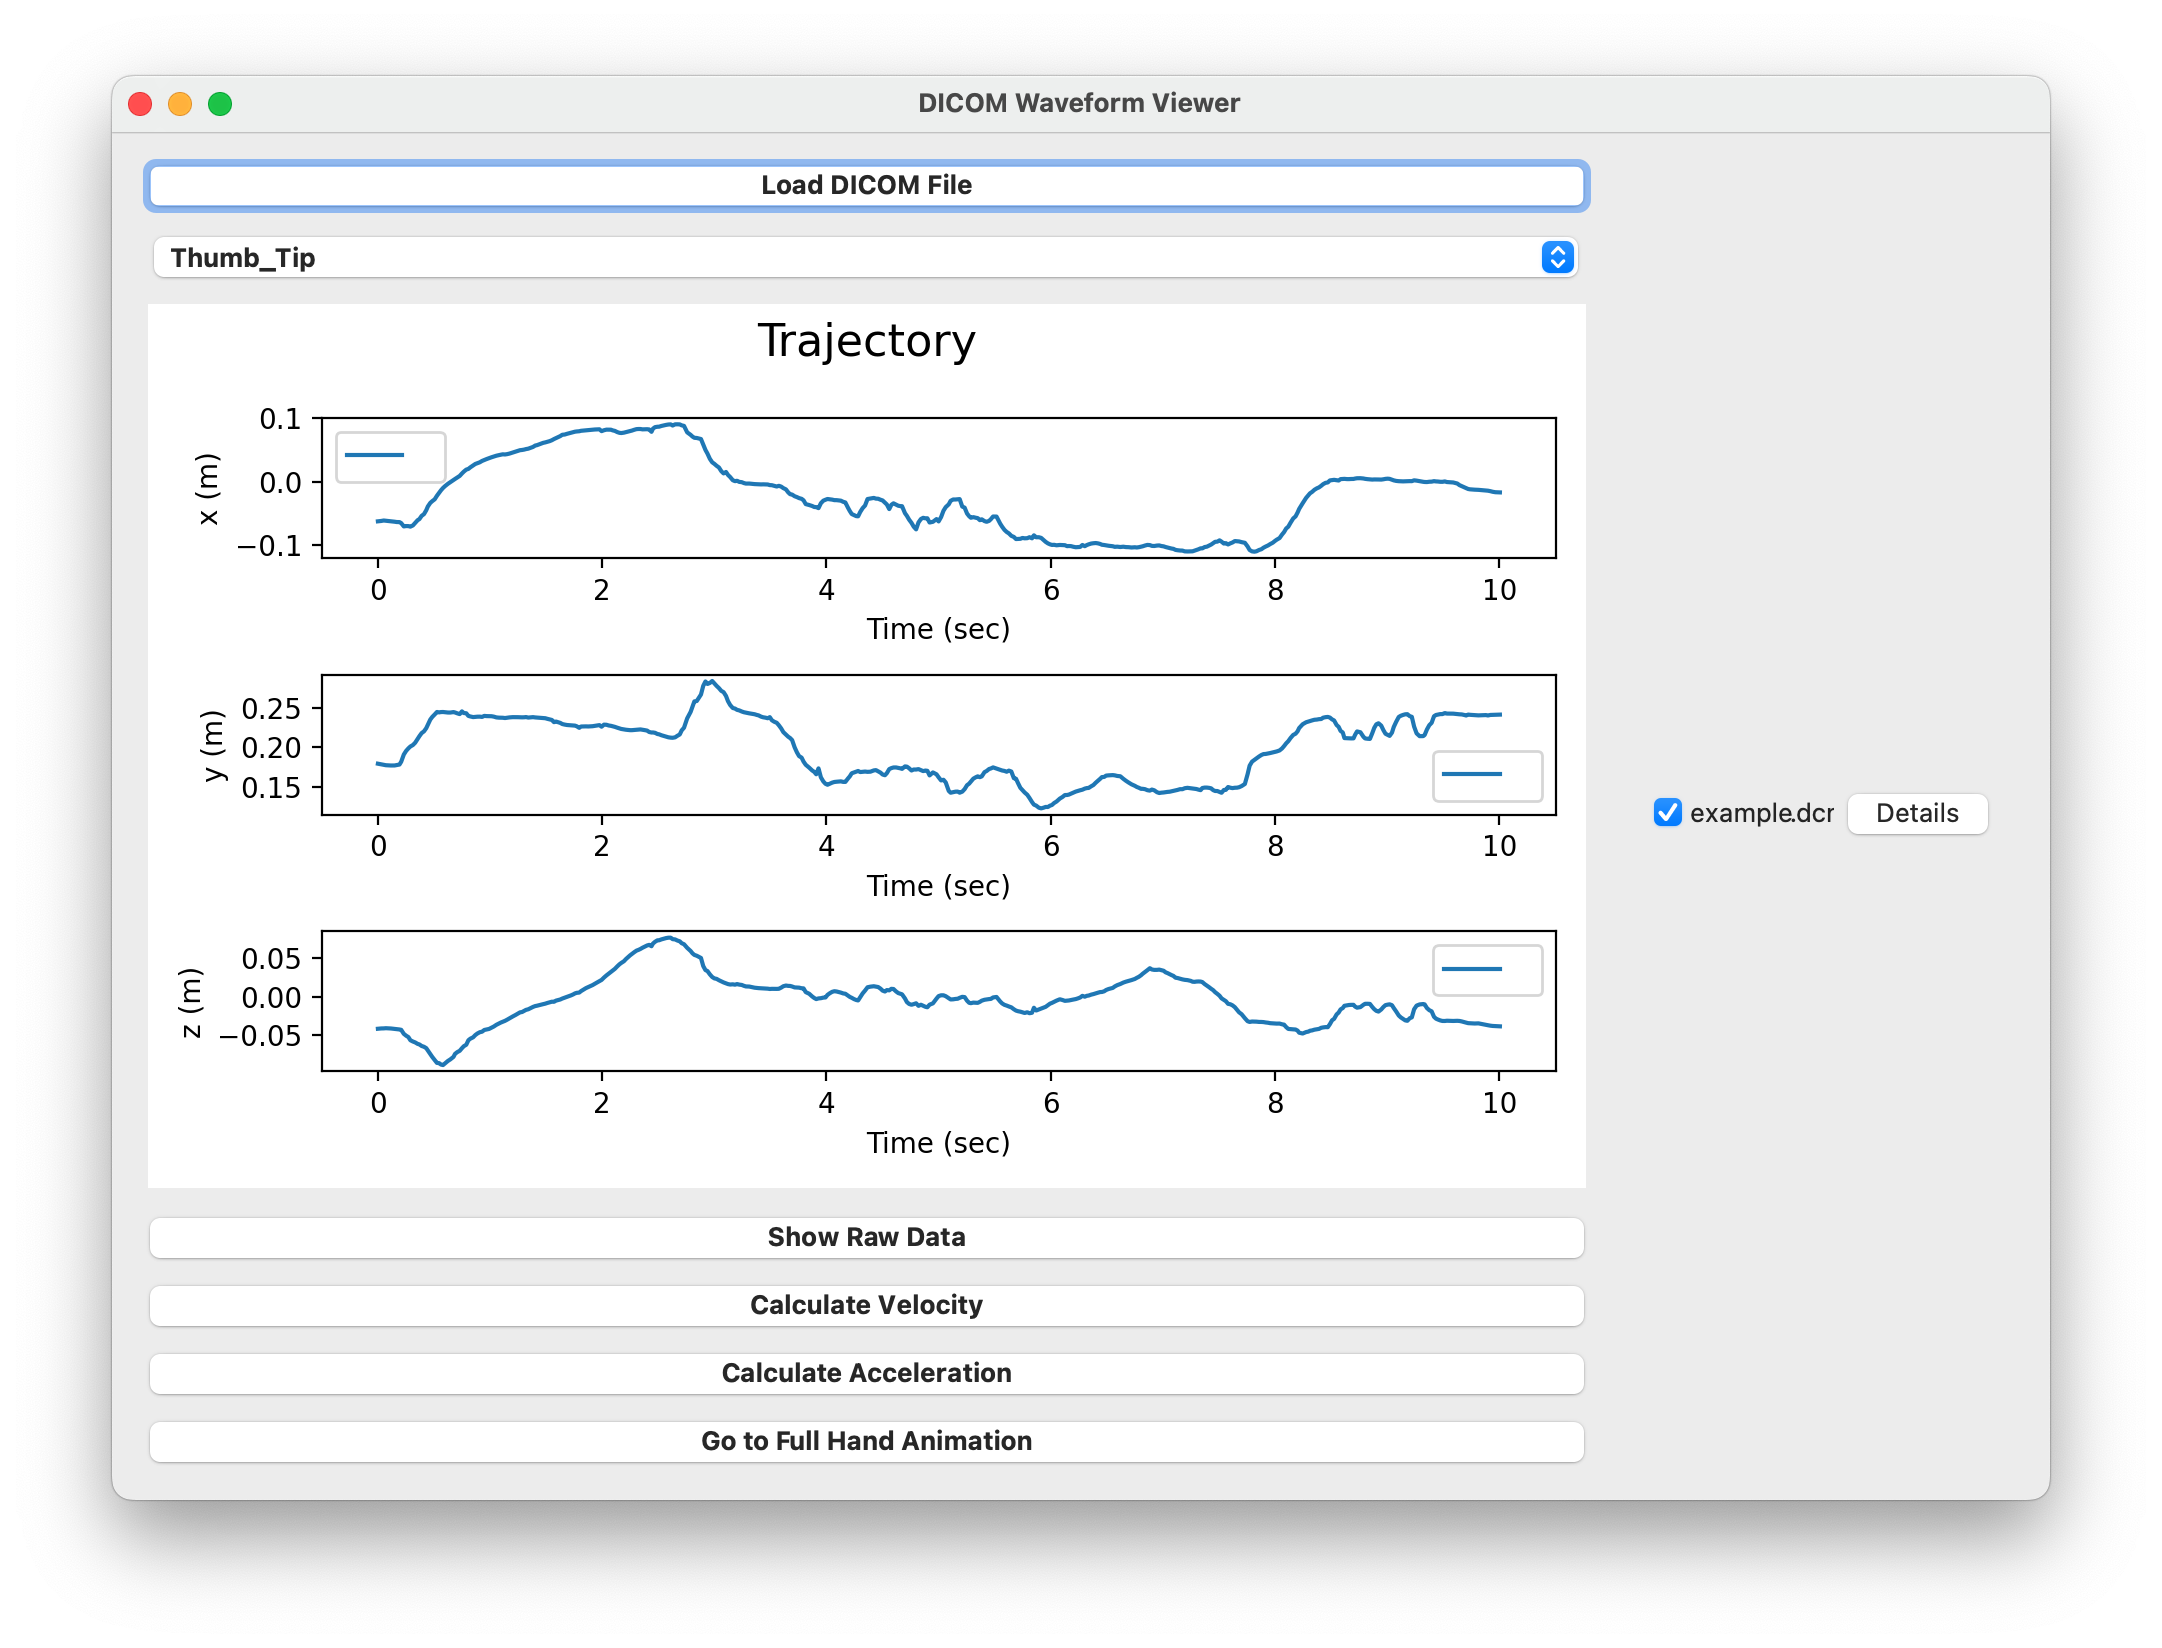 DICOM Waveform Viewer
Load DICOM File
Thumb_Tip
Trajectory
0.1
0.0
−0.1
x (m)
0 2 4 6 8 10
Time (sec)
0.25
0.20
0.15
y (m)
0 2 4 6 8 10
Time (sec)
0.05
0.00
−0.05
z (m)
0 2 4 6 8 10
Time (sec)
example.dcr Details
Show Raw Data
Calculate Velocity
Calculate Acceleration
Go to Full Hand Animation